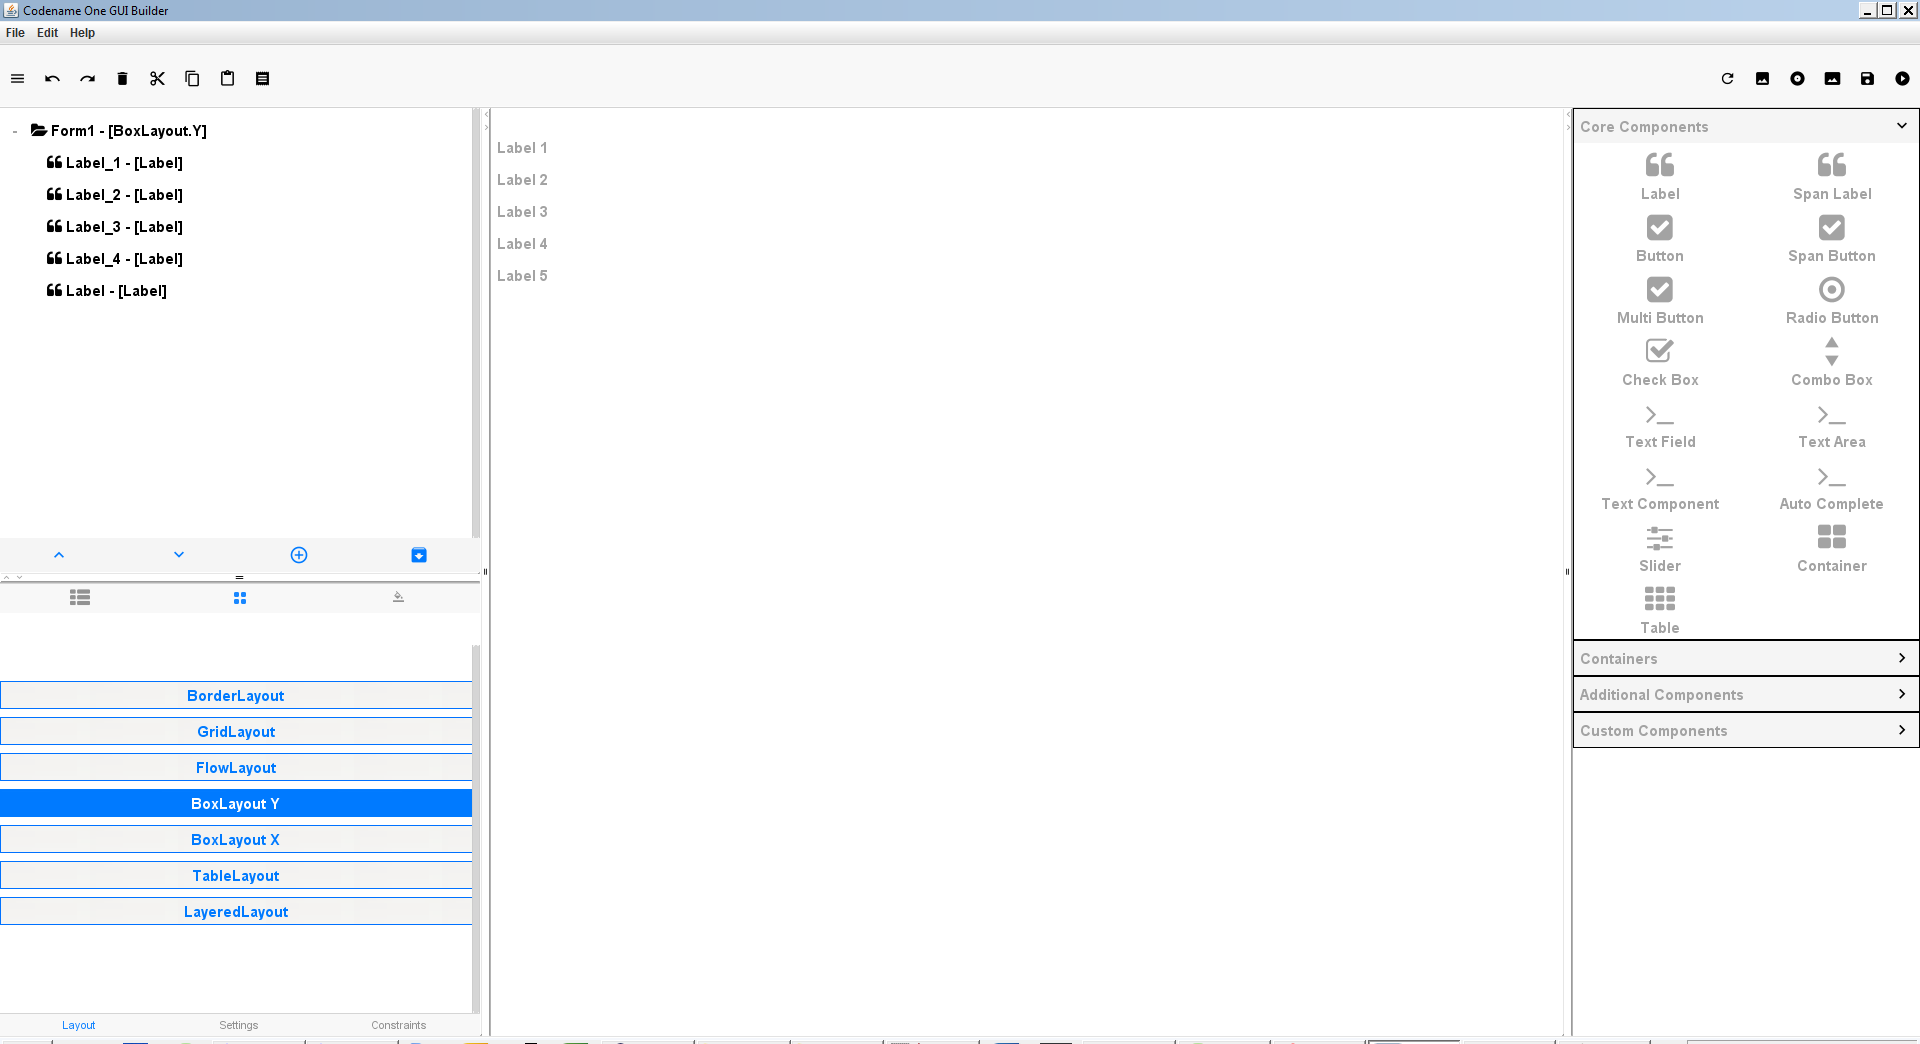 Codename One GUI Builder
File Edit Help
Form1 - [BoxLayout.Y]
Label_1 - [Label]
Label_2 - [Label]
Label_3 - [Label]
Label_4 - [Label]
Label - [Label]
BorderLayout
GridLayout
FlowLayout
BoxLayout Y
BoxLayout X
TableLayout
LayeredLayout
Layout Settings Constraints
Label 1
Label 2
Label 3
Label 4
Label 5
Core Components
Label Span Label
Button Span Button
Multi Button Radio Button
Check Box Combo Box
Text Field Text Area
Text Component Auto Complete
Slider Container
Table
Containers
Additional Components
Custom Components